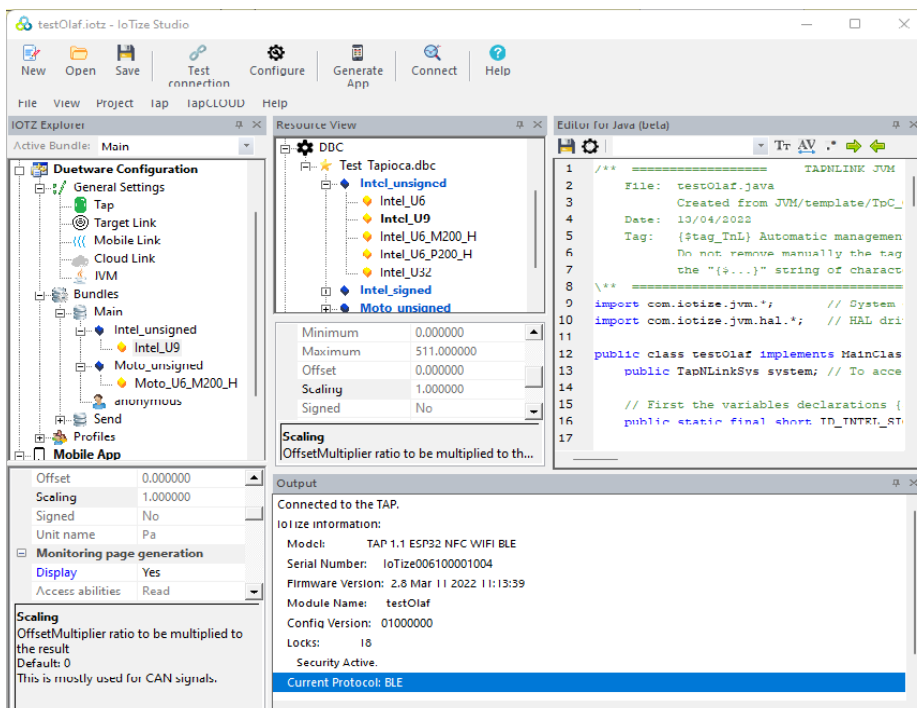 testOlaf.iotz - IoTize Studio
New Open Save Test connection Configure Generate App Connect Help
File View Project Tap TapCLOUD Help
IOTZ Explorer
Active Bundle: Main
Duetware Configuration
General Settings
Tap
Target Link
Mobile Link
Cloud Link
JVM
Bundles
Main
Intel_unsigned
Intel_U9
Moto_unsigned
Moto_U6_M200_H
anonymous
Send
Profiles
Mobile App
Offset 0.000000
Scaling 1.000000
Signed No
Unit name Pa
Monitoring page generation
Display Yes
Access abilities Read
Scaling
OffsetMultiplier ratio to be multiplied to
the result
Default: 0
This is mostly used for CAN signals.
Resource View
DBC
Test_Tapioca.dbc
Intel_unsigned
Intel_U6
Intel_U9
Intel_U6_M200_H
Intel_U6_P200_H
Intel_U32
Intel_signed
Moto_unsigned
Minimum 0.000000
Maximum 511.000000
Offset 0.000000
Scaling 1.000000
Signed No
Scaling
OffsetMultiplier ratio to be multiplied to th...
Editor for Java (beta)
Tr AV .*
1 /** =================== TAPNLINK JVM
2 File: testOlaf.java
3 Created from JVM/template/TpC_
4 Date: 13/04/2022
5 Tag: {$tag_TnL} Automatic managemen
6 Do not remove manually the tag
7 the "{$...}" string of charact
8 \** ======================================
9 import com.iotize.jvm.*; // System
10 import com.iotize.jvm.hal.*; // HAL dri
11
12 public class testOlaf implements MainClas
13 public TapNLinkSys system; // To acce
14
15 // First the variables declarations {
16 public static final short ID_INTEL_SI
17
Output
Connected to the TAP.
IoTize information:
Model: TAP 1.1 ESP32 NFC WIFI BLE
Serial Number: IoTize006100001004
Firmware Version: 2.8 Mar 11 2022 11:13:39
Module Name: testOlaf
Config Version: 01000000
Locks: 18
Security Active.
Current Protocol: BLE